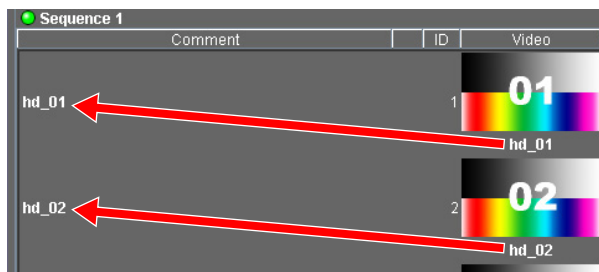 Sequence 1
Comment ID Video
01
hd_01 1
hd_01
02
hd_02 2
hd_02